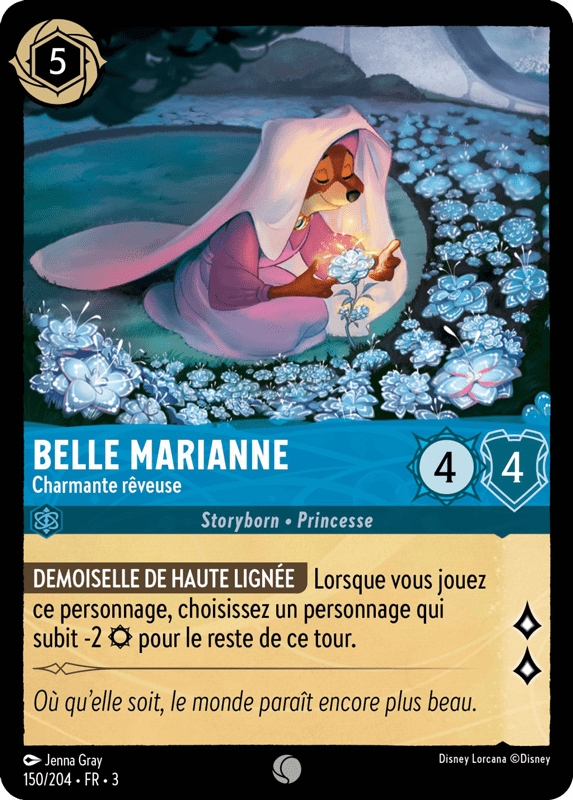 5
BELLE MARIANNE
Charmante rêveuse
4
4
Storyborn • Princesse
DEMOISELLE DE HAUTE LIGNÉE Lorsque vous jouez
ce personnage, choisissez un personnage qui
subit -2 pour le reste de ce tour.
Où qu'elle soit, le monde paraît encore plus beau.
Jenna Gray
Disney Lorcana ©Disney
150/204 • FR • 3